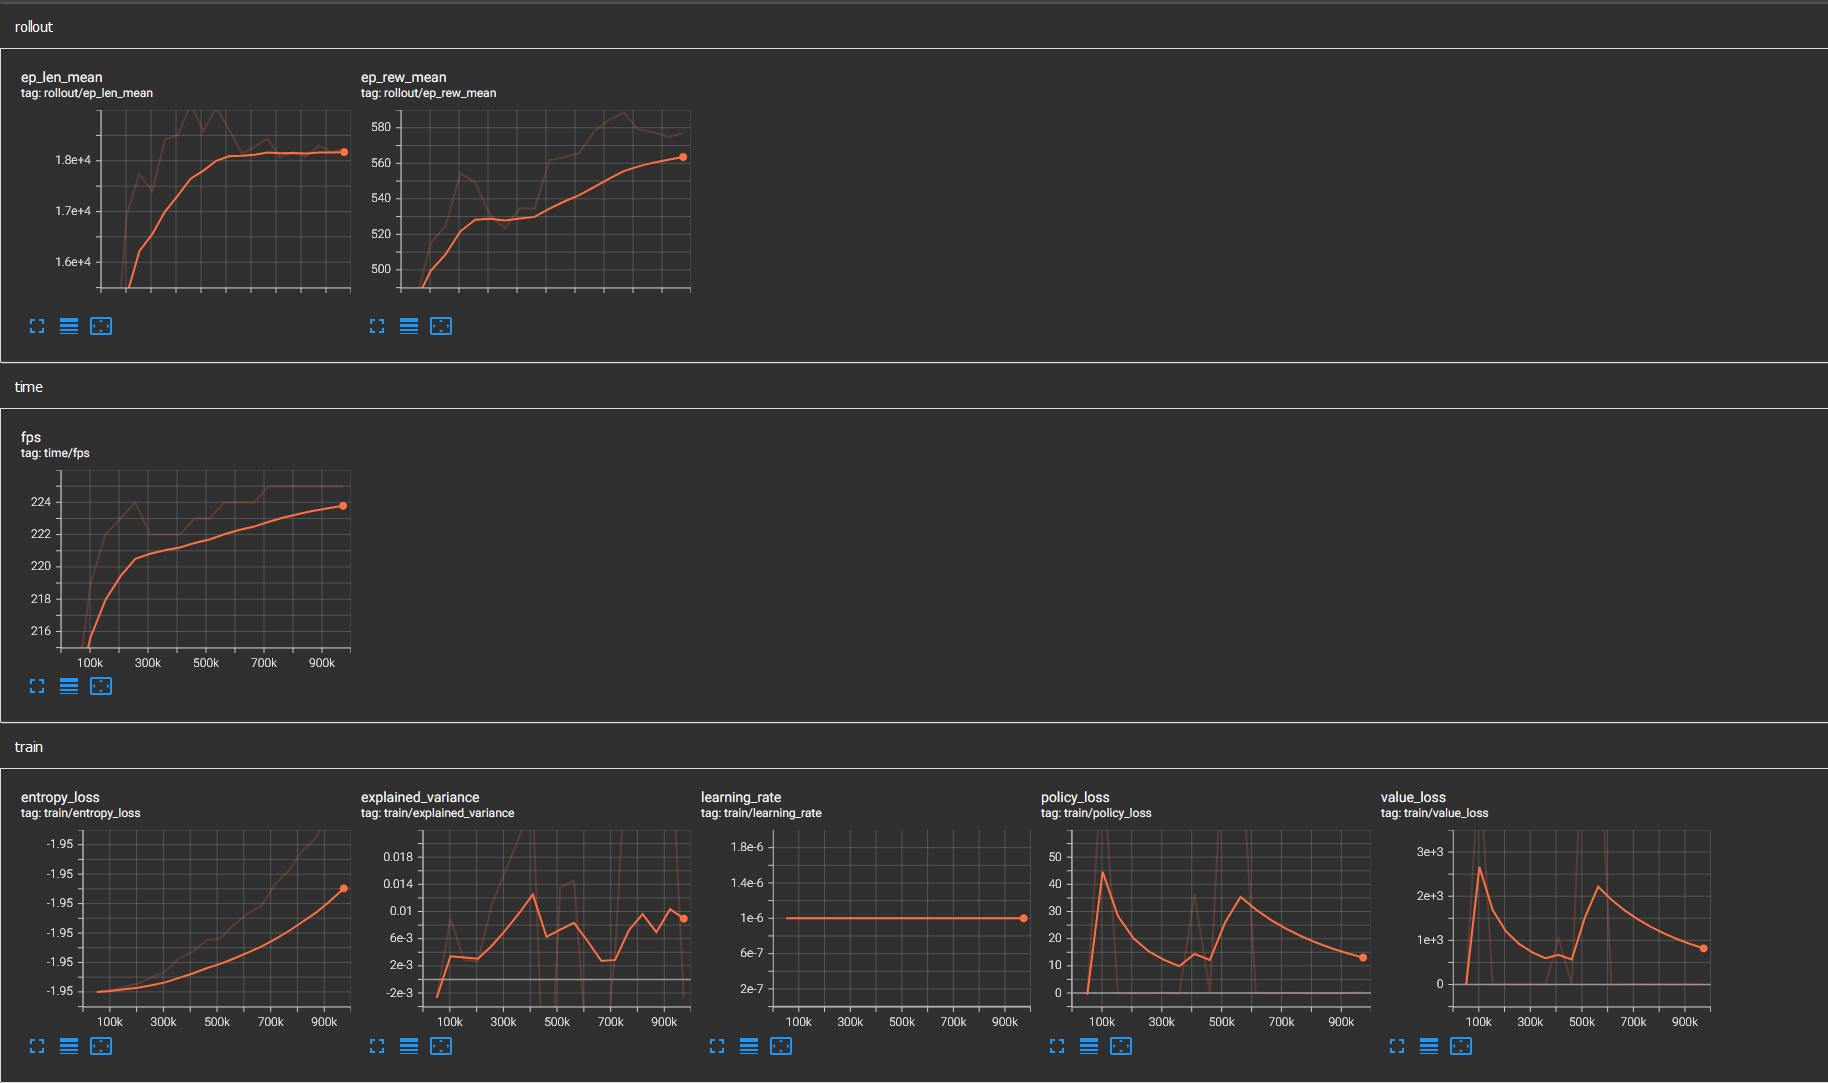 rollout
ep_len_mean
tag: rollout/ep_len_mean
1.8e+4
1.7e+4
1.6e+4
ep_rew_mean
tag: rollout/ep_rew_mean
580
560
540
520
500
time
fps
tag: time/fps
224
222
220
218
216
100k 300k 500k 700k 900k
train
entropy_loss
tag: train/entropy_loss
-1.95
-1.95
-1.95
-1.95
-1.95
-1.95
100k 300k 500k 700k 900k
explained_variance
tag: train/explained_variance
0.018
0.014
0.01
6e-3
2e-3
-2e-3
100k 300k 500k 700k 900k
learning_rate
tag: train/learning_rate
1.8e-6
1.4e-6
1e-6
6e-7
2e-7
100k 300k 500k 700k 900k
policy_loss
tag: train/policy_loss
50
40
30
20
10
0
100k 300k 500k 700k 900k
value_loss
tag: train/value_loss
3e+3
2e+3
1e+3
0
100k 300k 500k 700k 900k